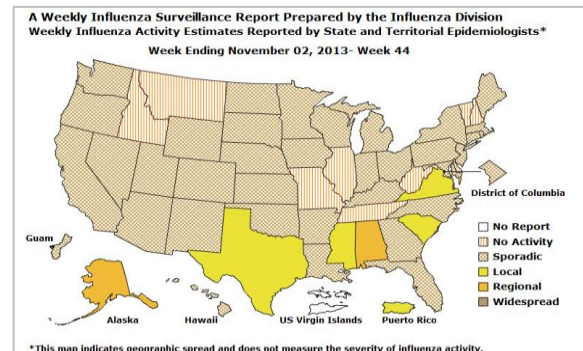 A Weekly Influenza Surveillance Report Prepared by the Influenza Division
Weekly Influenza Activity Estimates Reported by State and Territorial Epidemiologists*
Week Ending November 02, 2013- Week 44
District of Columbia
No Report
No Activity
Sporadic
Local
Regional
Widespread
Guam
Alaska
Hawaii
US Virgin Islands
Puerto Rico
*This map indicates geographic spread and does not measure the severity of influenza activity.